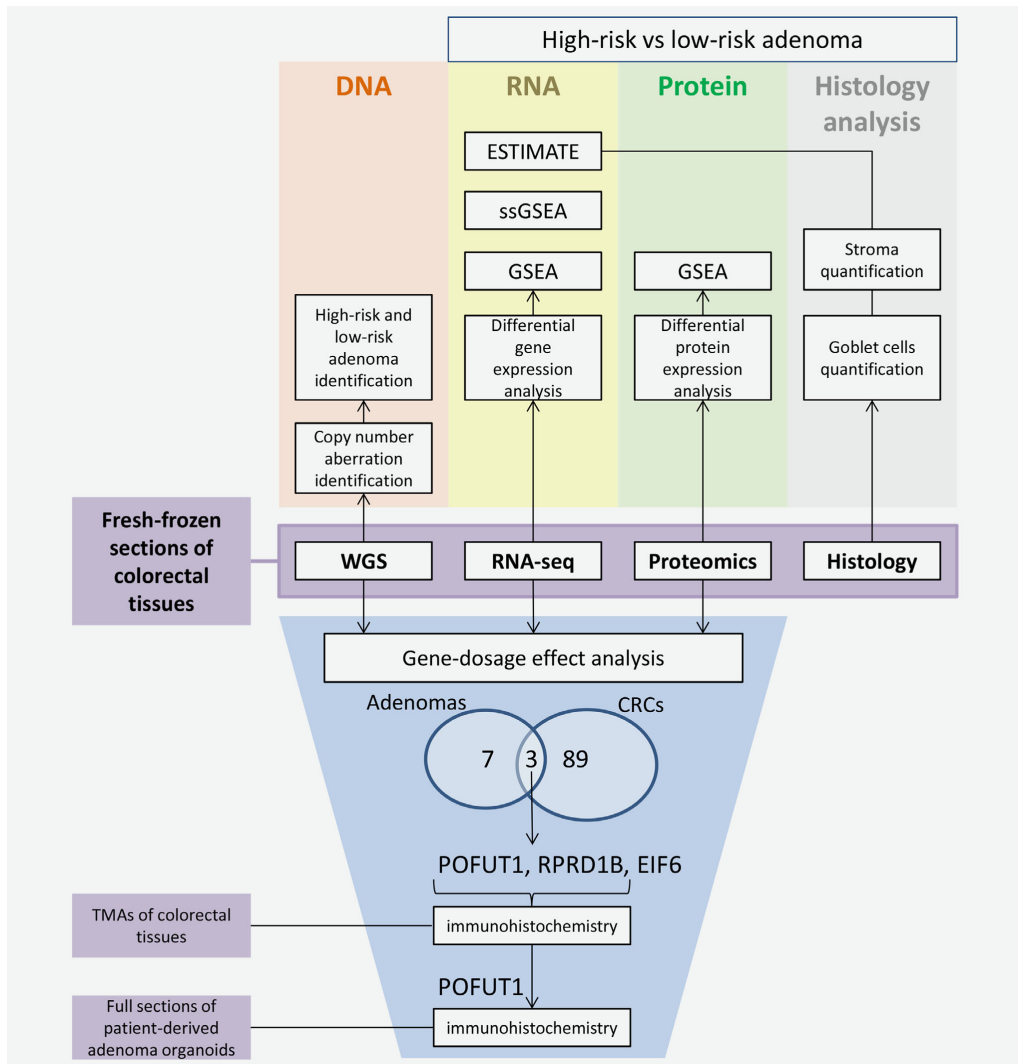 High-risk vs low-risk adenoma
DNA
RNA
Protein
Histology
analysis
ESTIMATE
ssGSEA
GSEA
GSEA
Stroma
quantification
High-risk and
low-risk
adenoma
identification
Differential
gene
expression
analysis
Differential
protein
expression
analysis
Goblet cells
quantification
Copy number
aberration
identification
Fresh-frozen
sections of
colorectal
tissues
WGS
RNA-seq
Proteomics
Histology
Gene-dosage effect analysis
Adenomas
CRCs
7
3
89
POFUT1, RPRD1B, EIF6
TMAs of colorectal
tissues
immunohistochemistry
POFUT1
Full sections of
patient-derived
adenoma organoids
immunohistochemistry